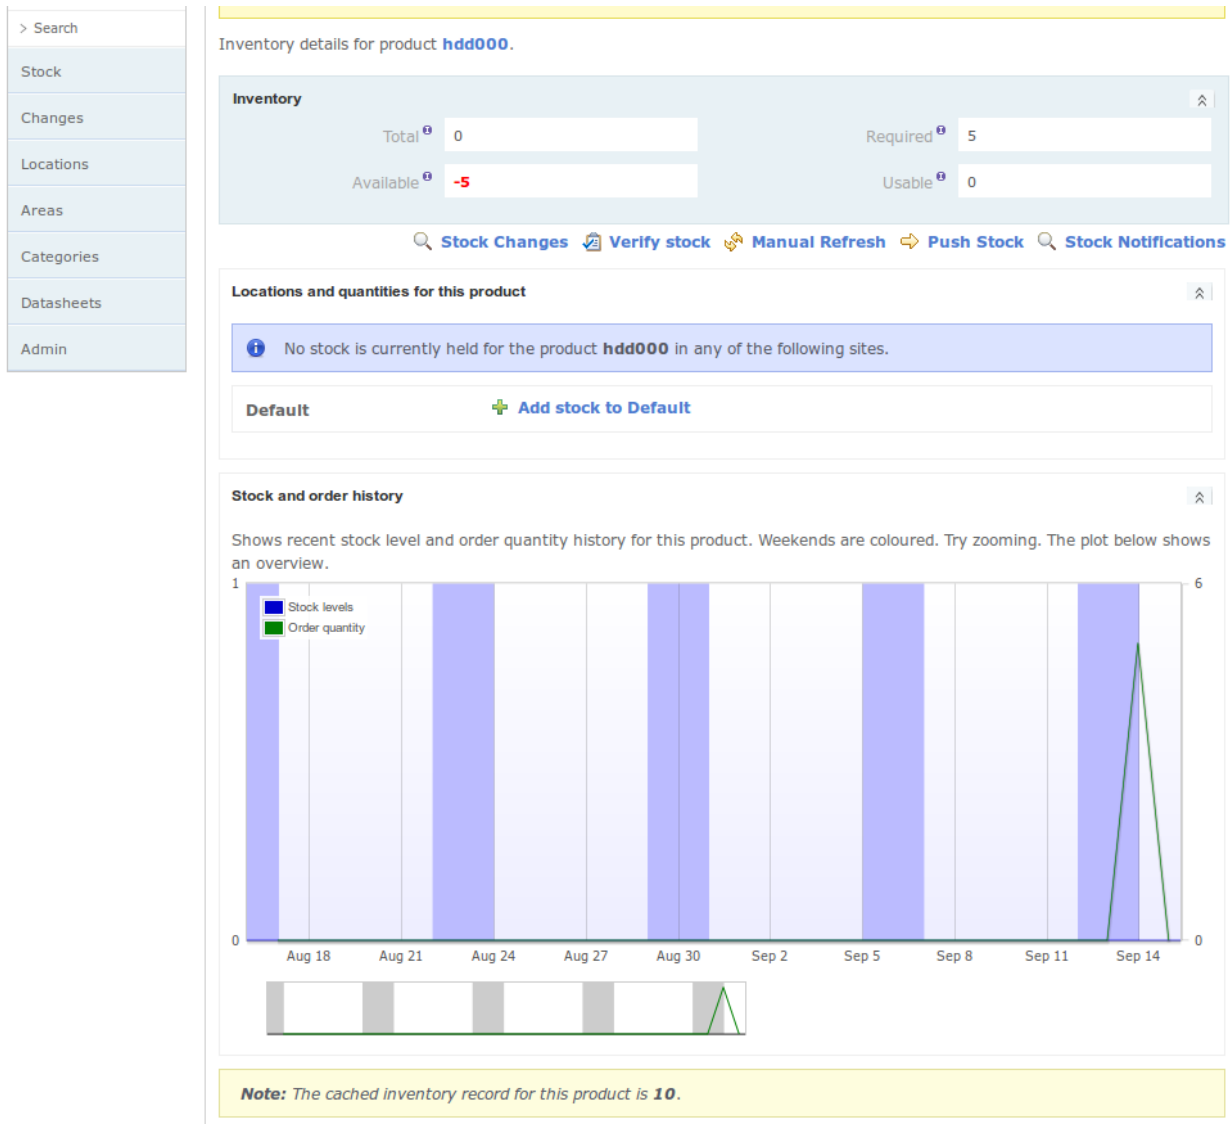 > Search
Stock
Changes
Locations
Areas
Categories
Datasheets
Admin
Inventory details for product hdd000.
Inventory
Total 0
Required 5
Available -5
Usable 0
Stock Changes Verify stock Manual Refresh Push Stock Stock Notifications
Locations and quantities for this product
No stock is currently held for the product hdd000 in any of the following sites.
Default Add stock to Default
Stock and order history
Shows recent stock level and order quantity history for this product. Weekends are coloured. Try zooming. The plot below shows
an overview.
1 6
Stock levels
Order quantity
0 0
Aug 18 Aug 21 Aug 24 Aug 27 Aug 30 Sep 2 Sep 5 Sep 8 Sep 11 Sep 14
Note: The cached inventory record for this product is 10.